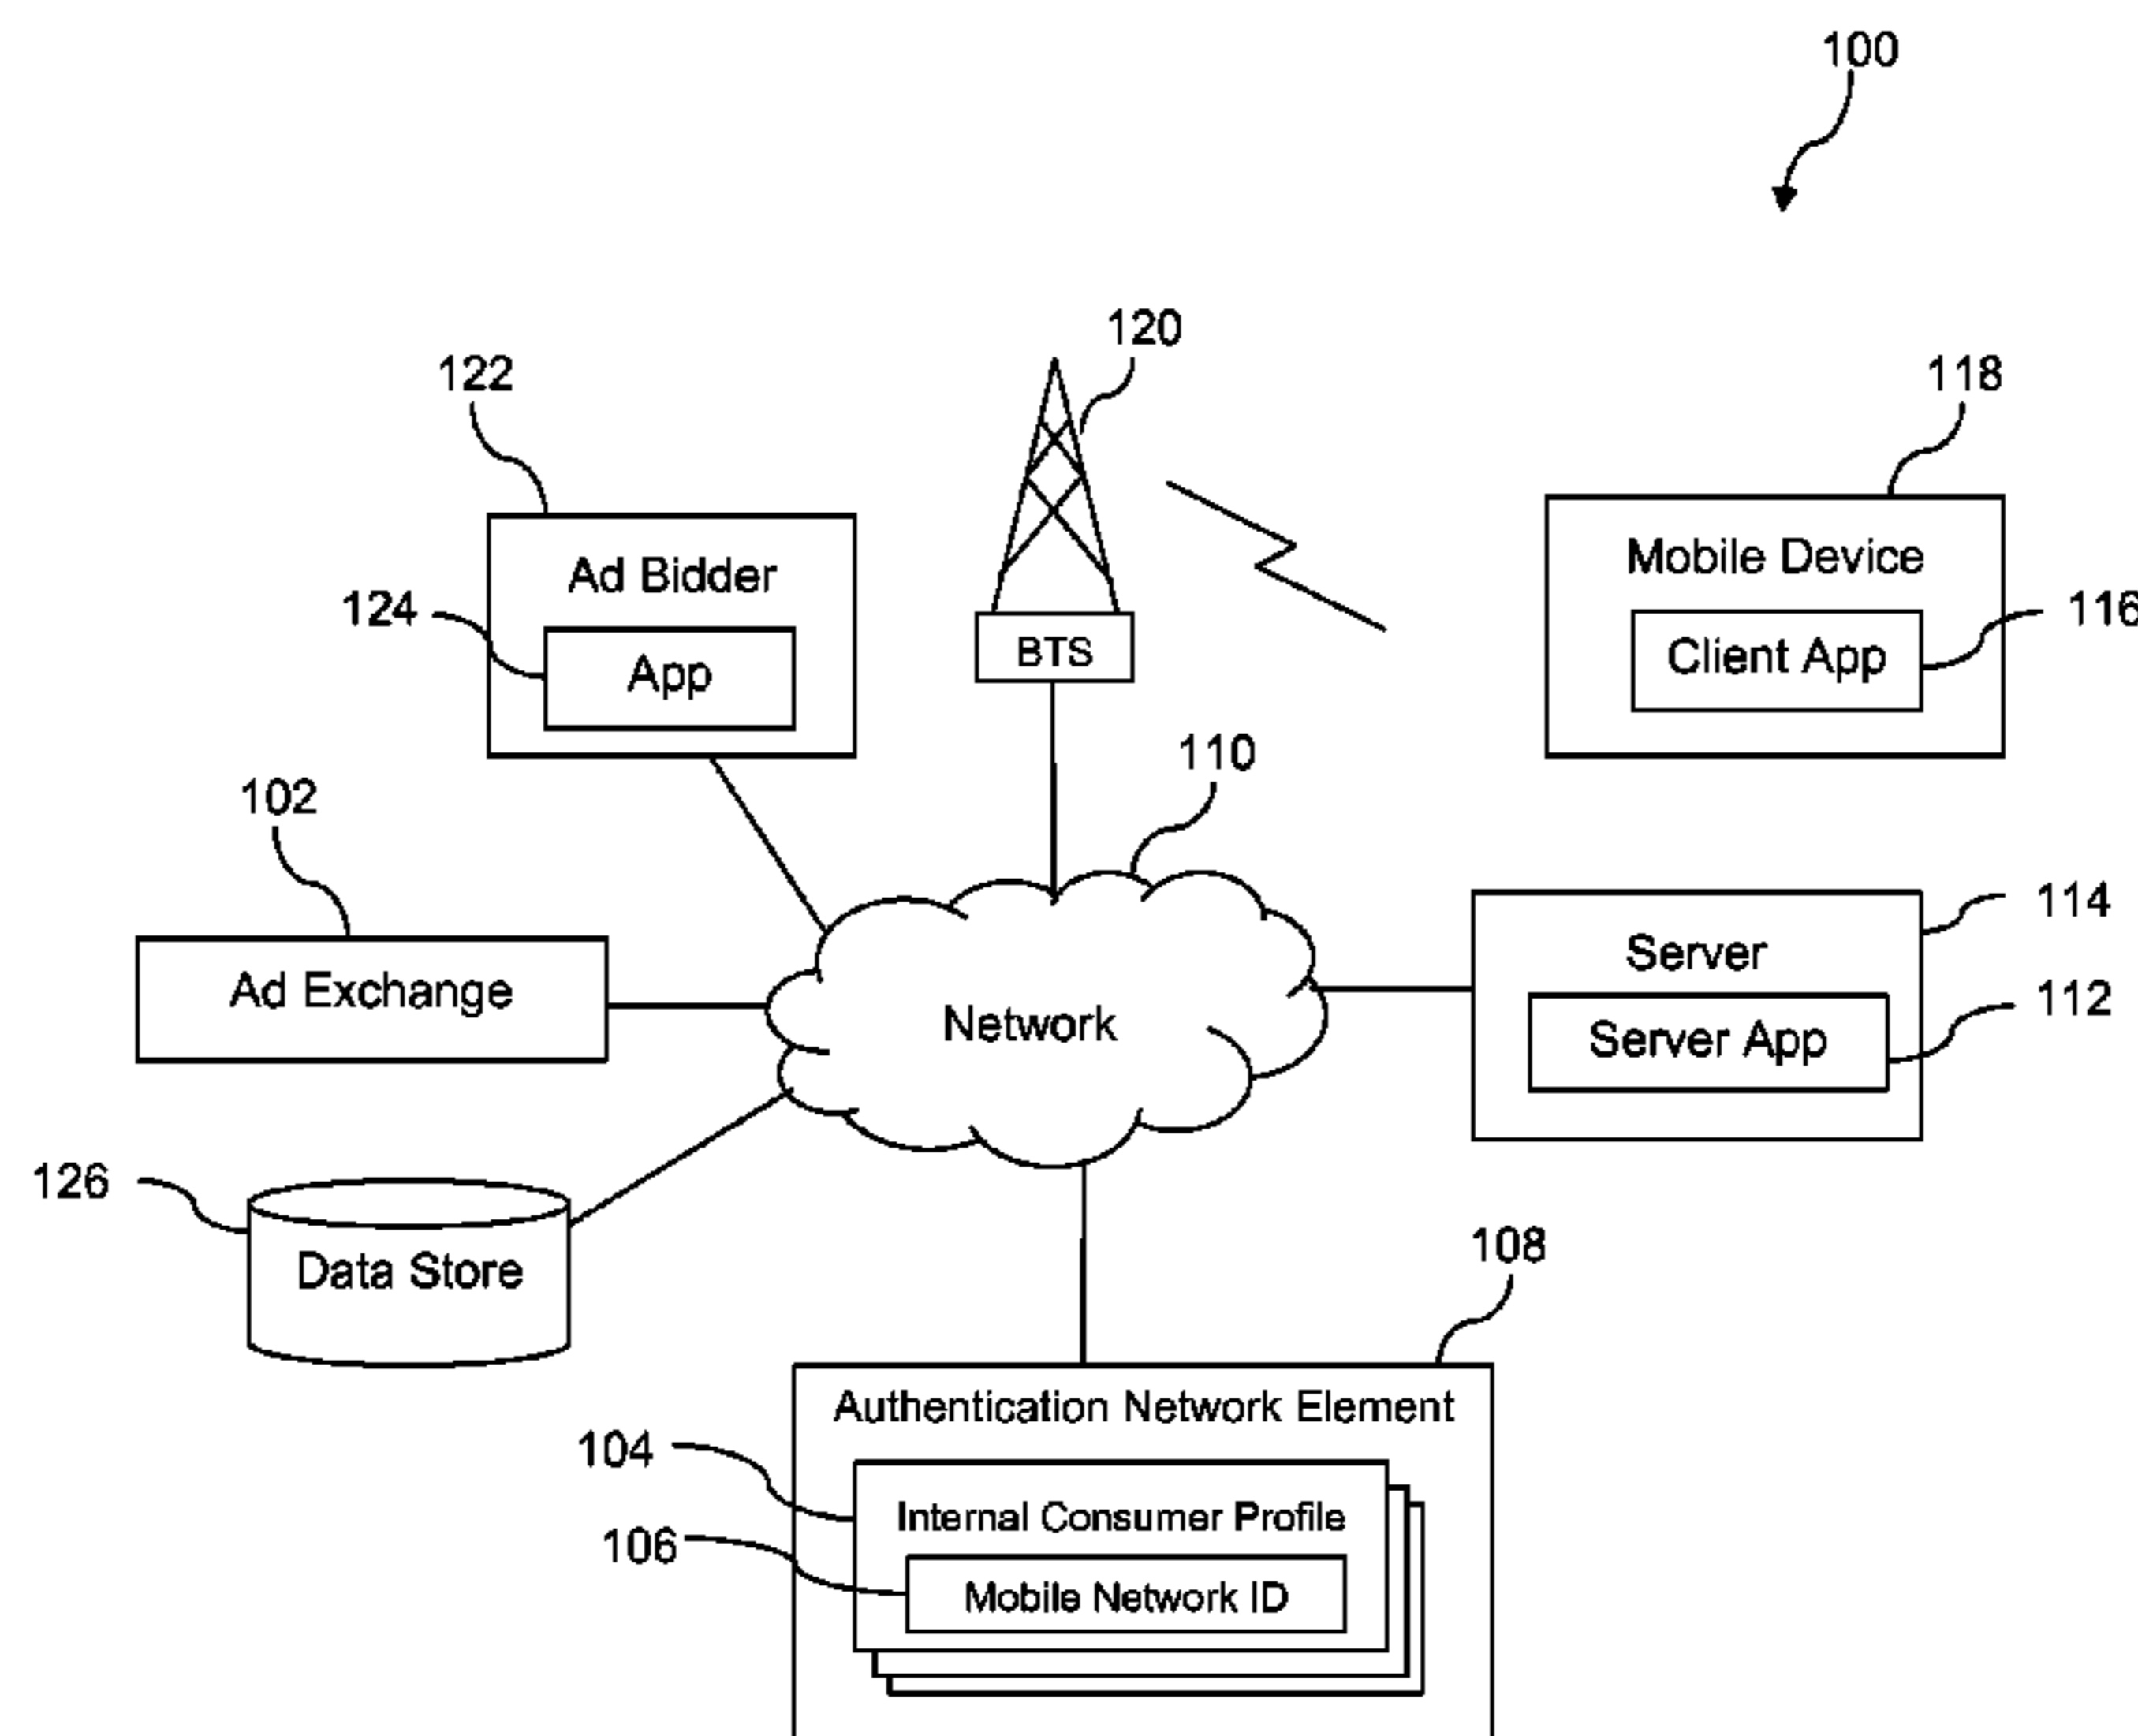 100
120
122
118
Ad Bidder
Mobile Device
124
116
App
BTS
Client App
110
102
114
Ad Exchange
Server
112
Network
Server App
126
Data Store
108
Authentication Network Element
104
Internal Consumer Profile
106
Mobile Network ID